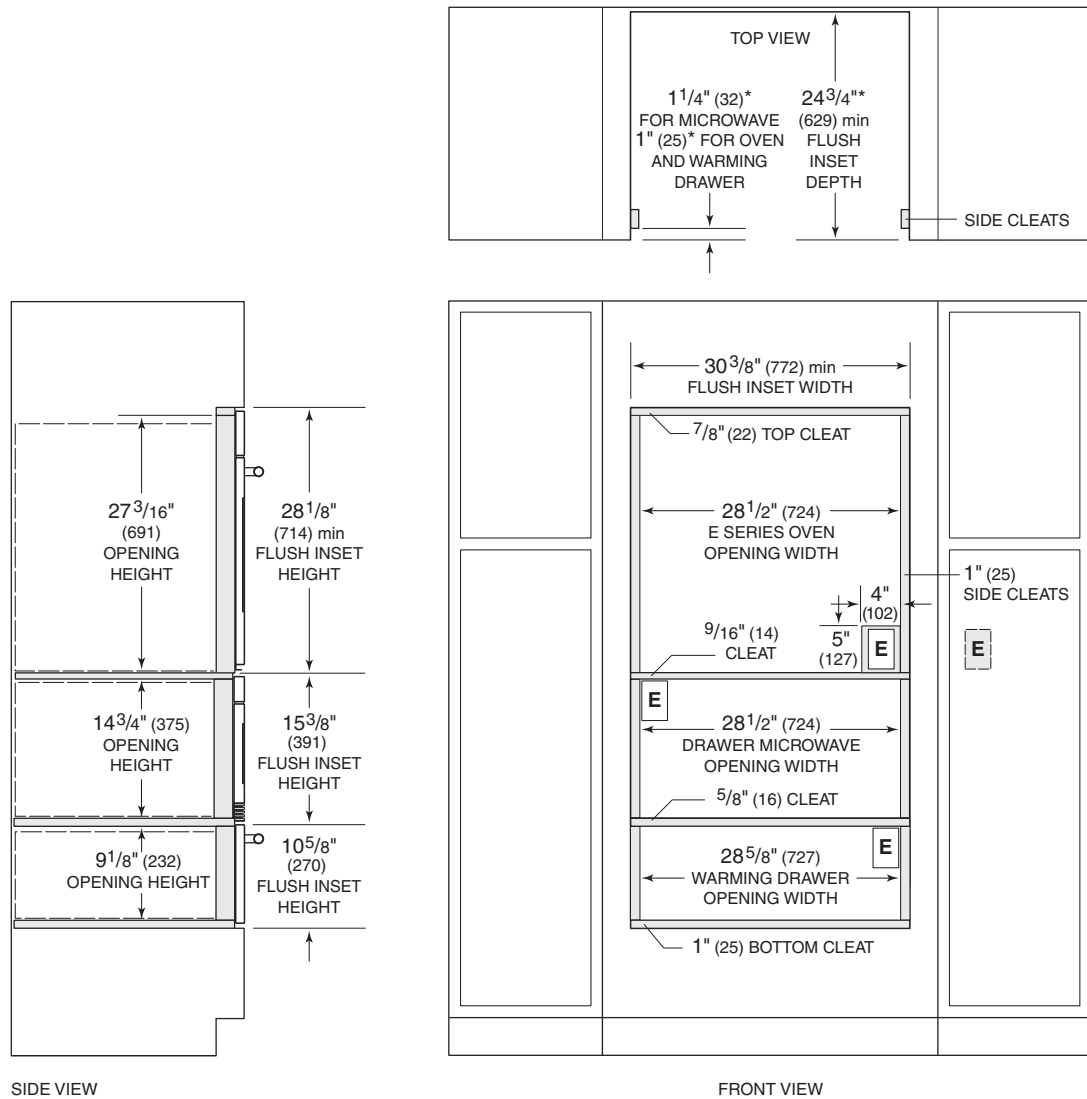 TOP VIEW
1 1/4" (32)*
FOR MICROWAVE
1" (25)* FOR OVEN
AND WARMING
DRAWER
24 3/4"*
(629) min
FLUSH
INSET
DEPTH
SIDE CLEATS
30 3/8" (772) min
FLUSH INSET WIDTH
7/8" (22) TOP CLEAT
27 3/16"
(691)
OPENING
HEIGHT
28 1/8"
(714) min
FLUSH INSET
HEIGHT
28 1/2" (724)
E SERIES OVEN
OPENING WIDTH
1" (25)
SIDE CLEATS
4"
(102)
9/16" (14)
CLEAT
5"
(127)
E
E
E
14 3/4" (375)
OPENING
HEIGHT
15 3/8"
(391)
FLUSH INSET
HEIGHT
28 1/2" (724)
DRAWER MICROWAVE
OPENING WIDTH
5/8" (16) CLEAT
9 1/8" (232)
OPENING HEIGHT
10 5/8"
(270)
FLUSH INSET
HEIGHT
E
28 5/8" (727)
WARMING DRAWER
OPENING WIDTH
1" (25) BOTTOM CLEAT
SIDE VIEW
FRONT VIEW